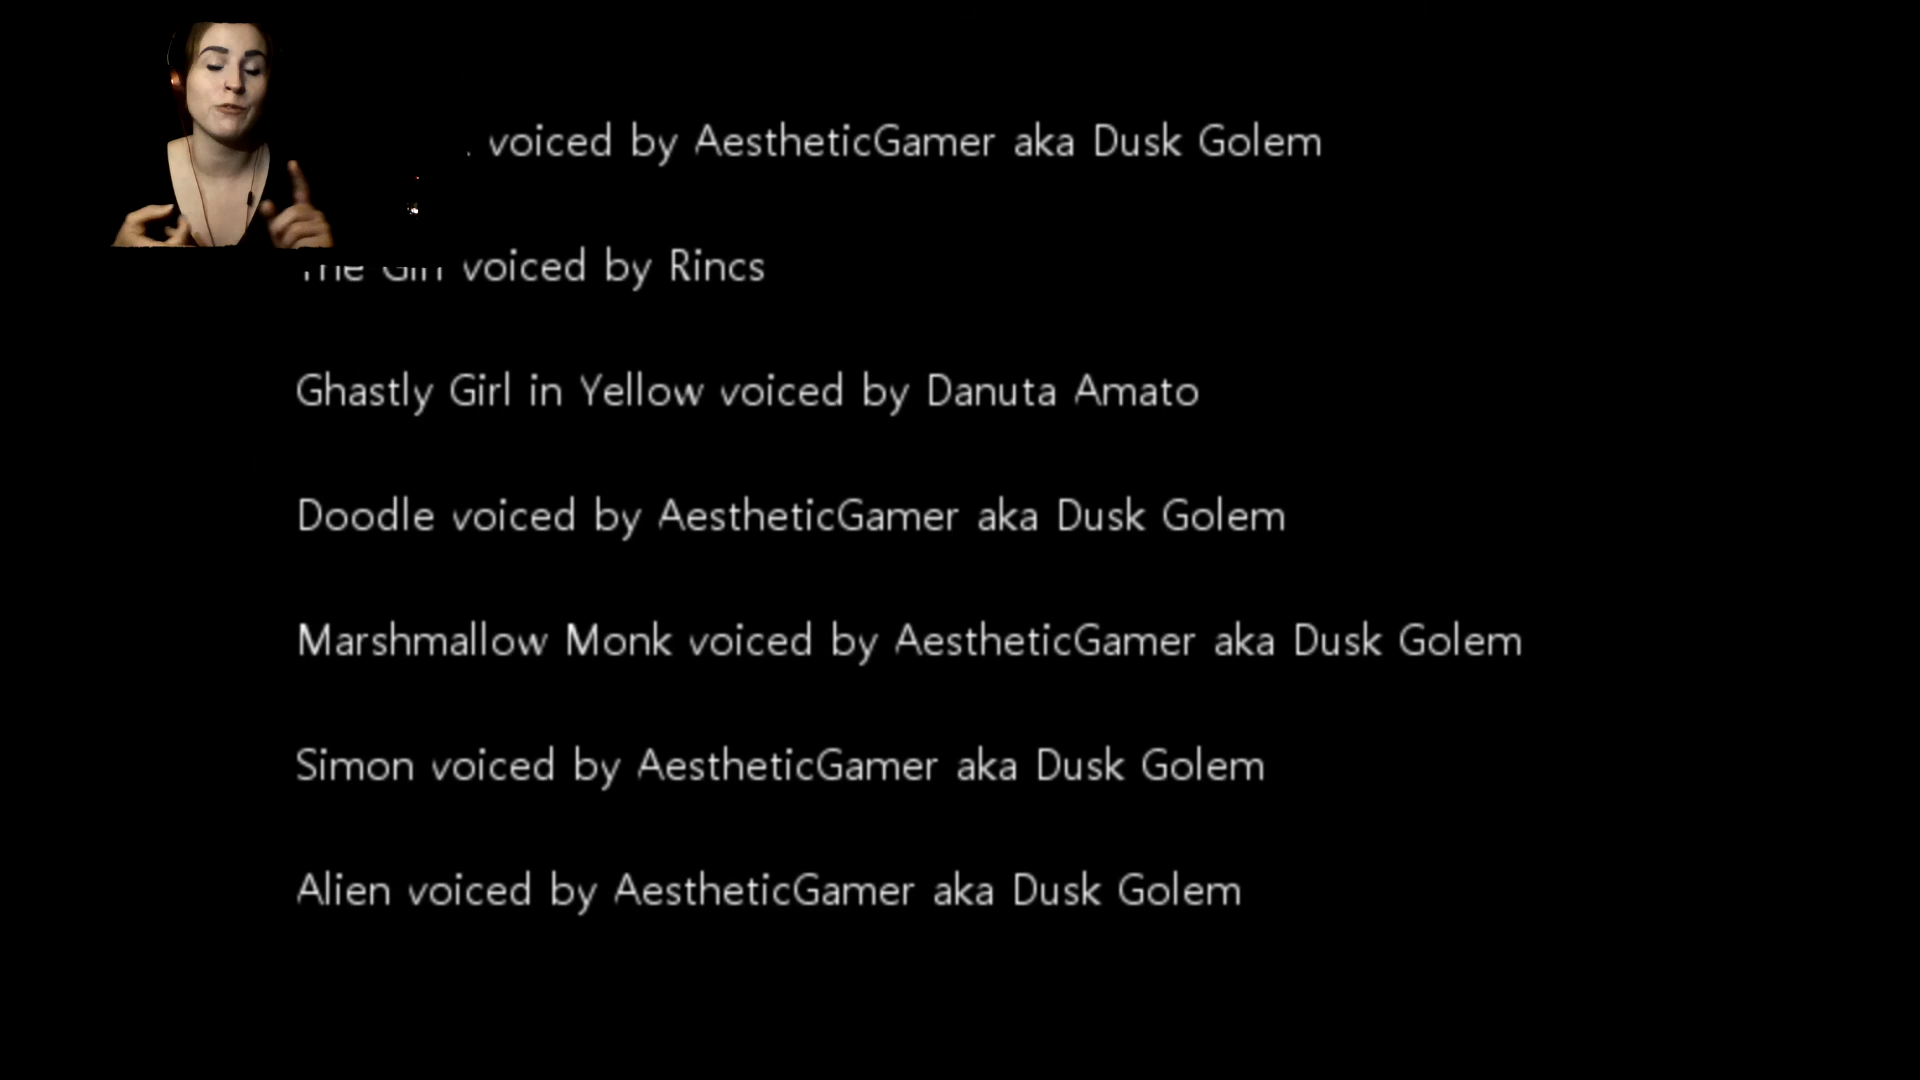 voiced by AestheticGamer aka Dusk Golem
The Girl voiced by Rincs
Ghastly Girl in Yellow voiced by Danuta Amato
Doodle voiced by AestheticGamer aka Dusk Golem
Marshmallow Monk voiced by AestheticGamer aka Dusk Golem
Simon voiced by AestheticGamer aka Dusk Golem
Alien voiced by AestheticGamer aka Dusk Golem